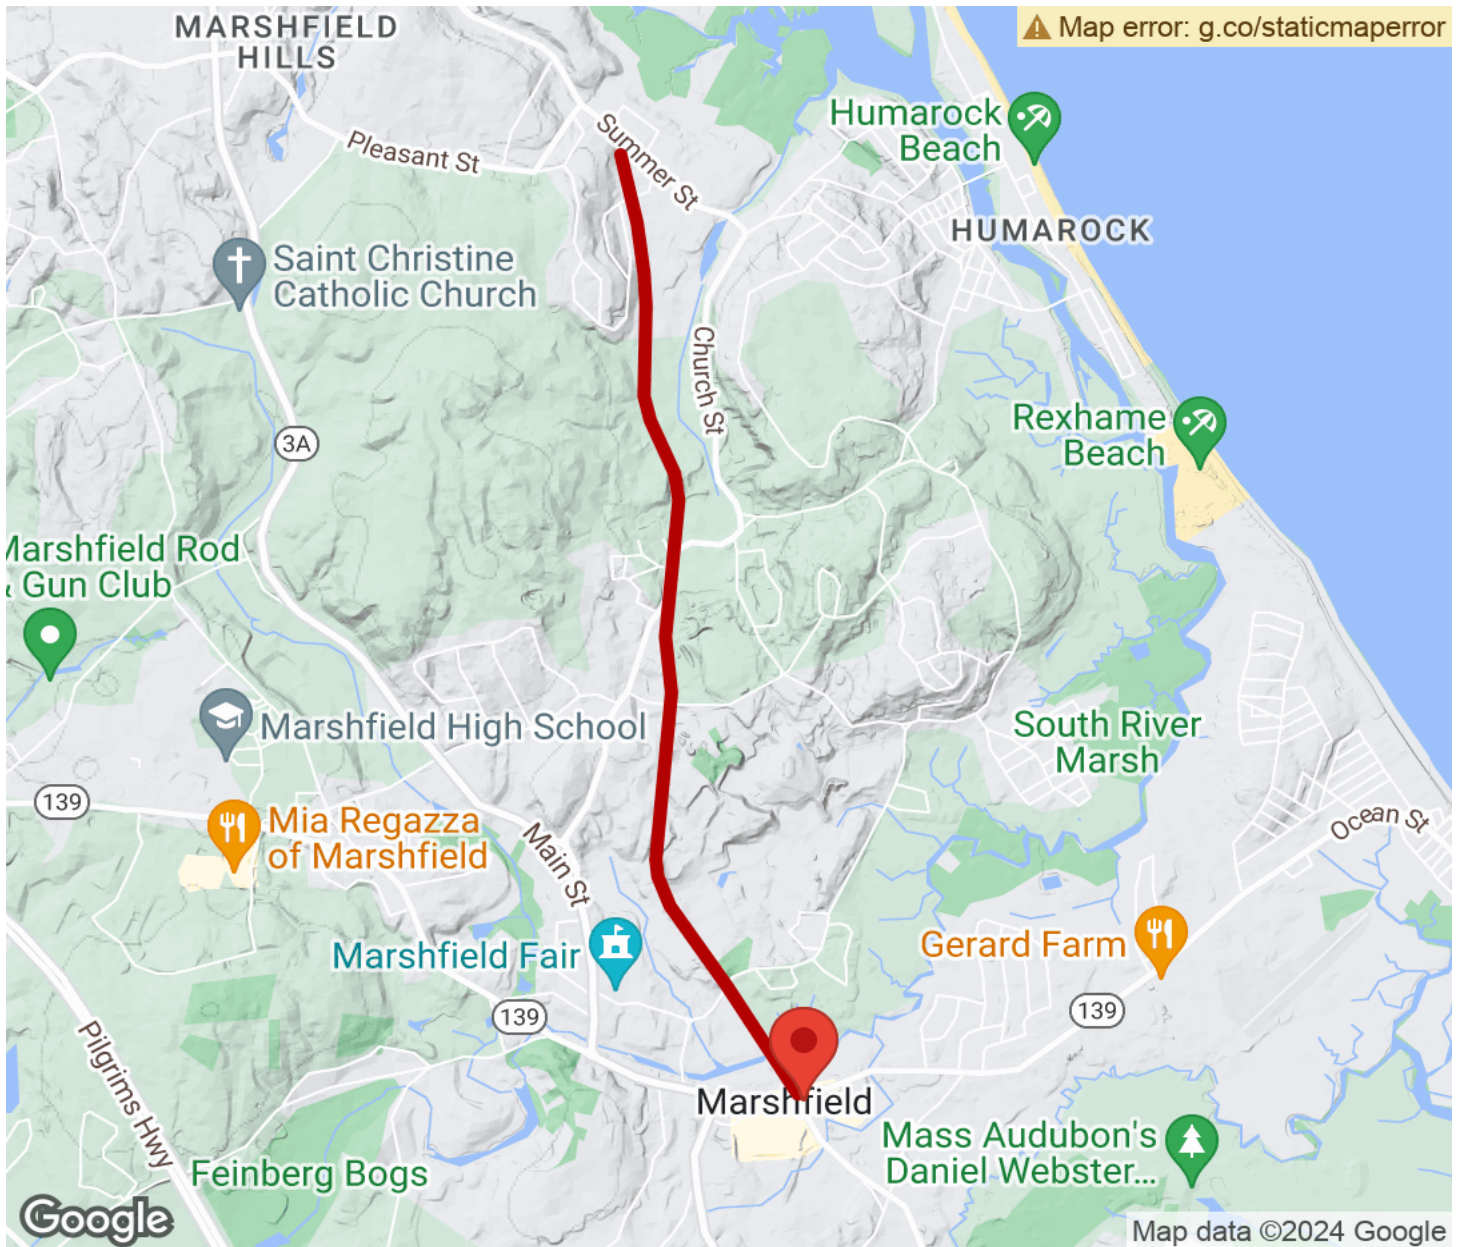 MARSHFIELD
HILLS
Map error: g.co/staticmaperror
Humarock
Beach
Summer St
Pleasant St
HUMAROCK
Saint Christine
Catholic Church
Church St
Rexhame
Beach
3A
Marshfield Rod
& Gun Club
Marshfield High School
South River
Marsh
139
Mia Regazza
of Marshfield
Main St
Ocean St
Marshfield Fair
Gerard Farm
139
139
Pilgrims Hwy
Marshfield
Mass Audubon's
Daniel Webster...
Feinberg Bogs
Google
Map data ©2024 Google